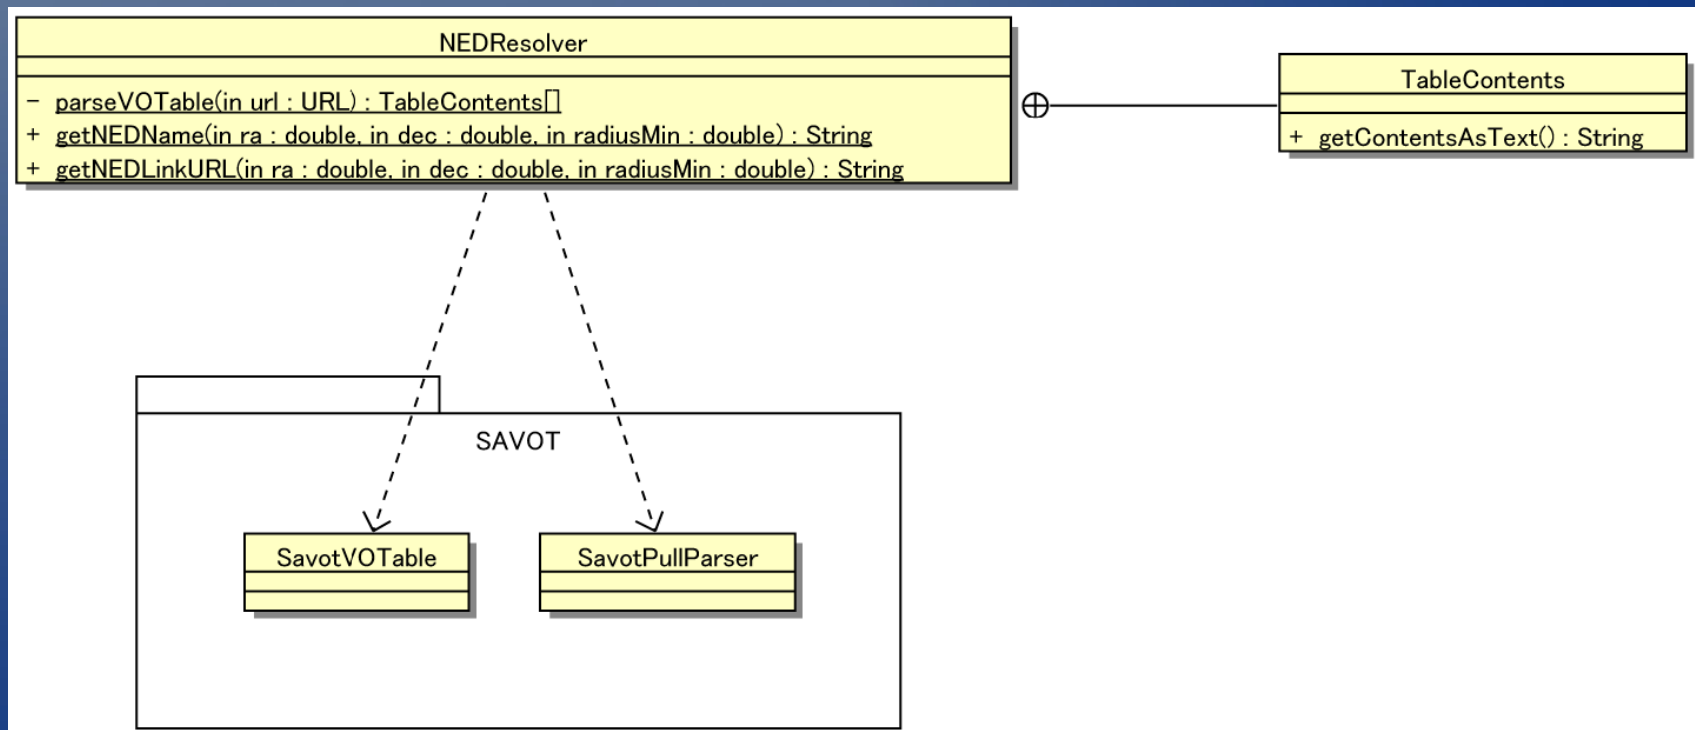 NEDResolver
- parseVOTable(in url : URL) : TableContents[]
+ getNEDName(in ra : double, in dec : double, in radiusMin : double) : String
+ getNEDLinkURL(in ra : double, in dec : double, in radiusMin : double) : String
TableContents
+ getContentsAsText() : String
SAVOT
SavotVOTable
SavotPullParser